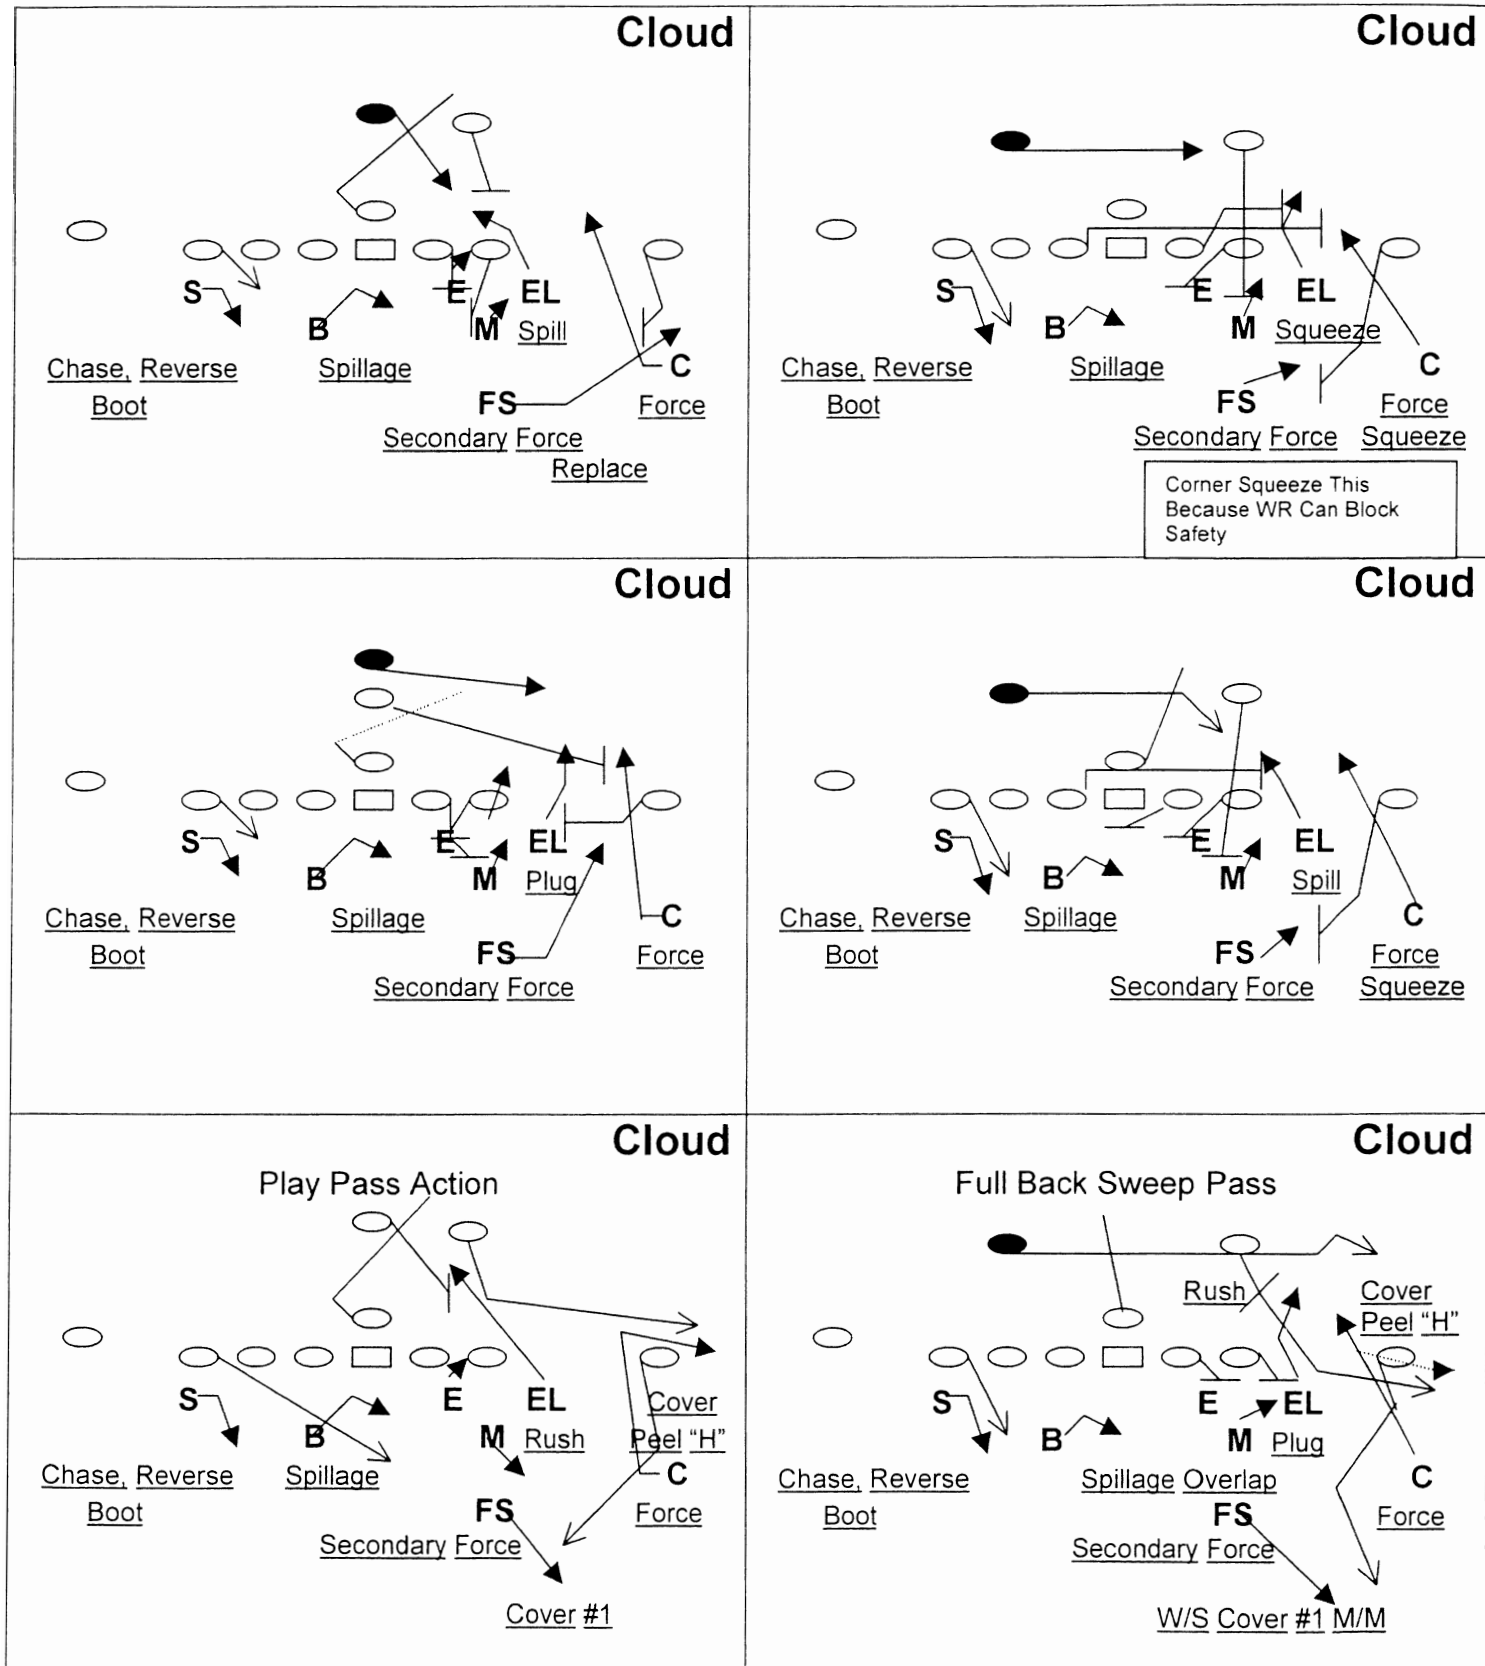 Cloud
S
E
EL
B
M
Spill
Chase, Reverse
Boot
Spillage
C
FS
Force
Secondary Force
Replace
Cloud
S
E
EL
B
M
Squeeze
Chase, Reverse
Boot
Spillage
C
FS
Force
Secondary Force
Squeeze
Corner Squeeze This
Because WR Can Block
Safety
Cloud
S
E
EL
B
M
Plug
Chase, Reverse
Boot
Spillage
C
FS
Force
Secondary Force
Cloud
S
E
EL
B
M
Spill
Chase, Reverse
Boot
Spillage
C
FS
Force
Secondary Force
Squeeze
Cloud
Play Pass Action
S
E
EL
Cover
B
M
Rush
Peel "H"
Chase, Reverse
Boot
Spillage
C
FS
Force
Secondary Force
Cover #1
Cloud
Full Back Sweep Pass
Rush
Cover
Peel "H"
S
E
EL
B
M
Plug
Chase, Reverse
Boot
Spillage Overlap
C
FS
Force
Secondary Force
W/S Cover #1 M/M